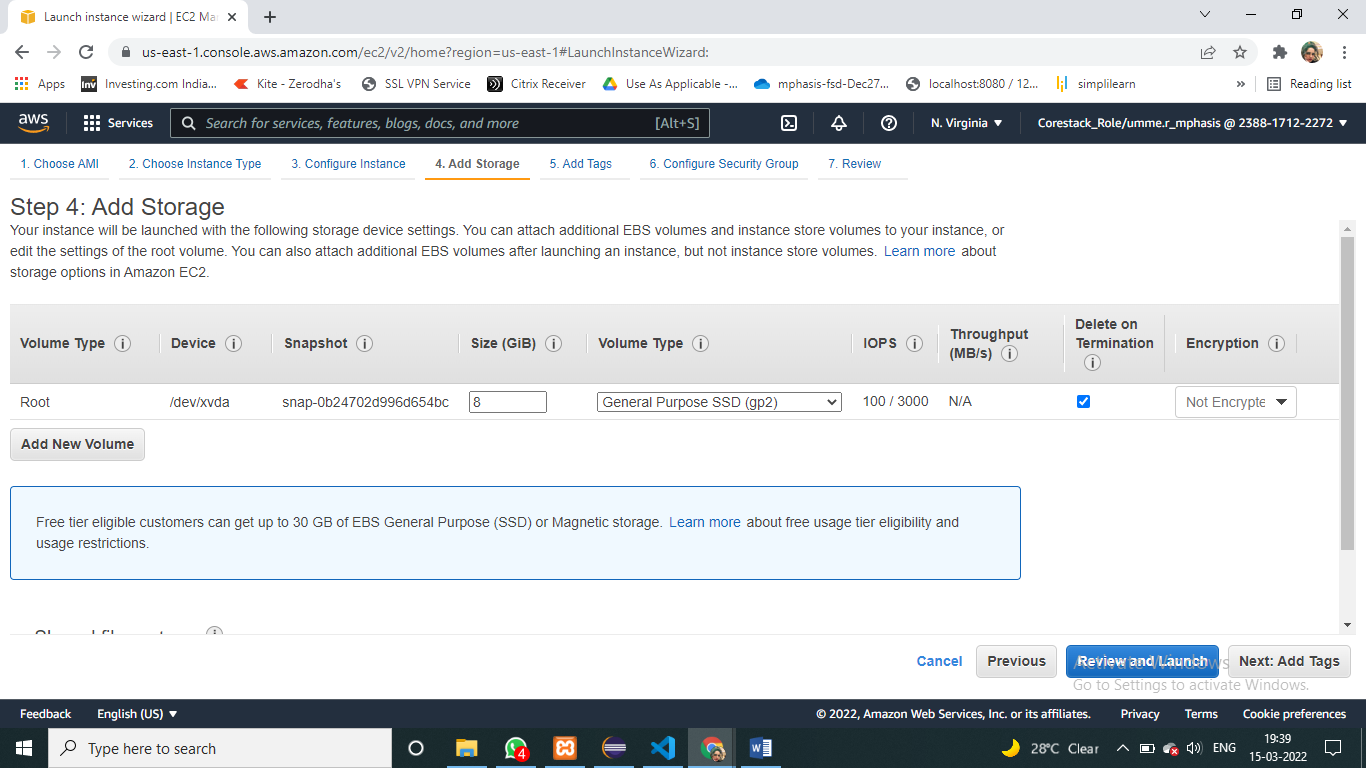 Launch instance wizard | EC2 Ma
us-east-1.console.aws.amazon.com/ec2/v2/home?region=us-east-1#LaunchInstanceWizard:
Apps Inv Investing.com India... Kite - Zerodha's SSL VPN Service Citrix Receiver Use As Applicable -... mphasis-fsd-Dec27... localhost:8080 / 12... simplilearn » Reading list
aws Services Search for services, features, blogs, docs, and more [Alt+S] N. Virginia Corestack_Role/umme.r_mphasis @ 2388-1712-2272
1. Choose AMI 2. Choose Instance Type 3. Configure Instance 4. Add Storage 5. Add Tags 6. Configure Security Group 7. Review
Step 4: Add Storage
Your instance will be launched with the following storage device settings. You can attach additional EBS volumes and instance store volumes to your instance, or
edit the settings of the root volume. You can also attach additional EBS volumes after launching an instance, but not instance store volumes. Learn more about
storage options in Amazon EC2.
Volume Type Device Snapshot Size (GiB) Volume Type IOPS Throughput (MB/s) Delete on Termination Encryption
Root /dev/xvda snap-0b24702d996d654bc 8 General Purpose SSD (gp2) 100 / 3000 N/A Not Encrypte
Add New Volume
Free tier eligible customers can get up to 30 GB of EBS General Purpose (SSD) or Magnetic storage. Learn more about free usage tier eligibility and
usage restrictions.
Cancel Previous Review and Launch Next: Add Tags
Activate Windows
Go to Settings to activate Windows.
Feedback English (US) © 2022, Amazon Web Services, Inc. or its affiliates. Privacy Terms Cookie preferences
Type here to search 4 28°C Clear ENG 19:39
15-03-2022